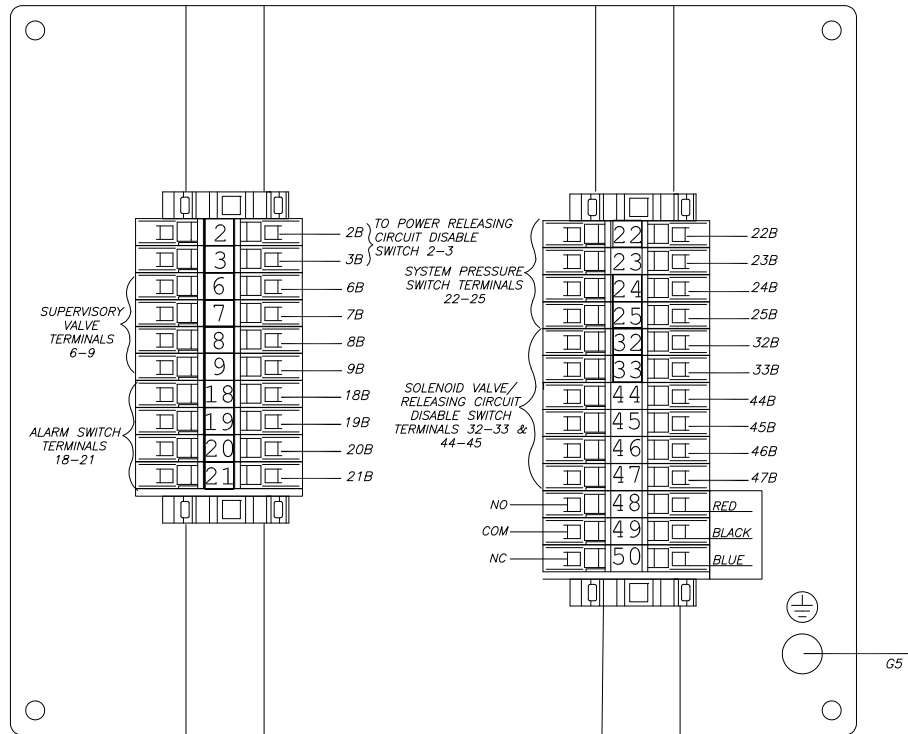 2
3
6
7
8
9
18
19
20
21
2B
3B
6B
7B
8B
9B
18B
19B
20B
21B
TO POWER RELEASING
CIRCUIT DISABLE
SWITCH 2-3
SUPERVISORY
VALVE
TERMINALS
6-9
ALARM SWITCH
TERMINALS
18-21
SYSTEM PRESSURE
SWITCH TERMINALS
22-25
SOLENOID VALVE/
RELEASING CIRCUIT
DISABLE SWITCH
TERMINALS 32-33 &
44-45
NO
COM
NC
22
23
24
25
32
33
44
45
46
47
48
49
50
22B
23B
24B
25B
32B
33B
44B
45B
46B
47B
RED
BLACK
BLUE
G5